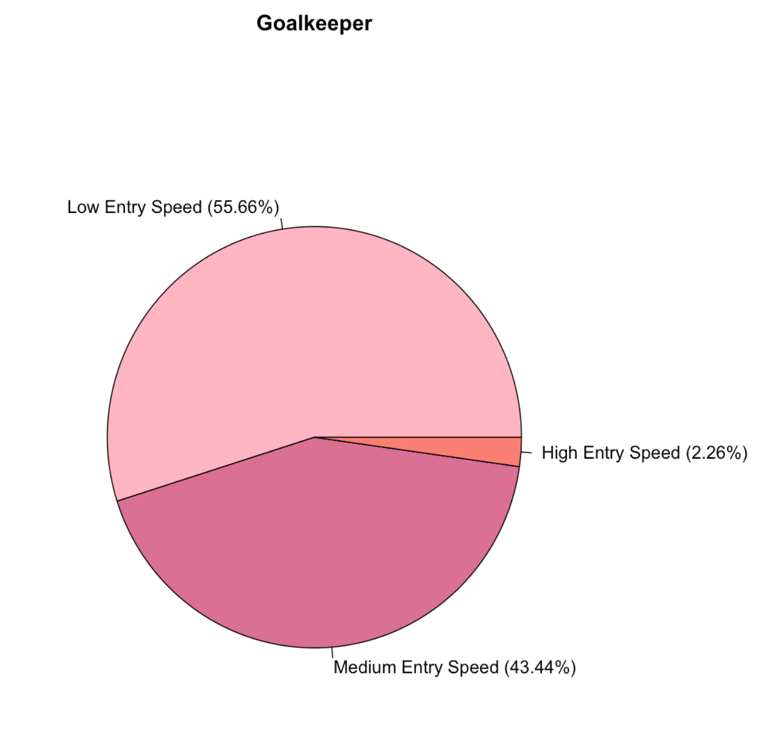 Goalkeeper
Low Entry Speed (55.66%)
High Entry Speed (2.26%)
Medium Entry Speed (43.44%)